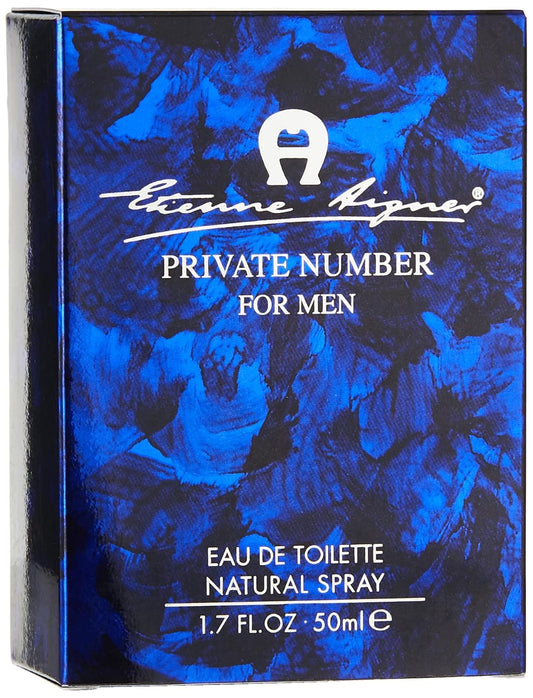 Etienne Aigner®
PRIVATE NUMBER
FOR MEN
EAU DE TOILETTE
NATURAL SPRAY
1.7 FL.OZ · 50ml ℮